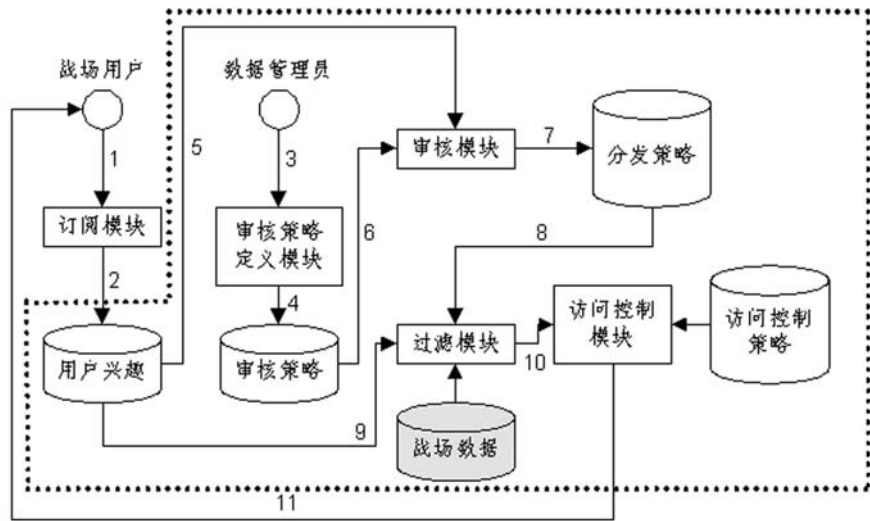 战场用户
数据管理员
5
审核模块
7
分发策略
1
3
订阅模块
审核策略
定义模块
6
8
2
4
用户兴趣
审核策略
过滤模块
10
访问控制
模块
访问控制
策略
9
战场数据
11